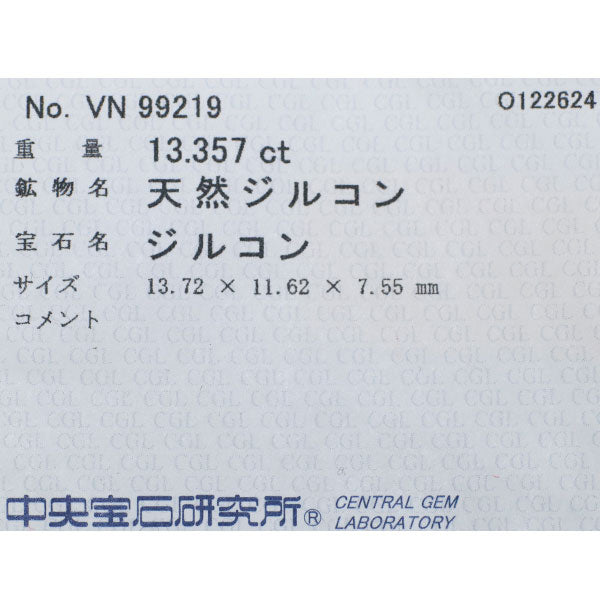 No. VN 99219 O122624
重量 13.357 ct
鉱物名 天然ジルコン
宝石名 ジルコン
サイズ 13.72 × 11.62 × 7.55 mm
コメント
中央宝石研究所® CENTRAL GEM
LABORATORY